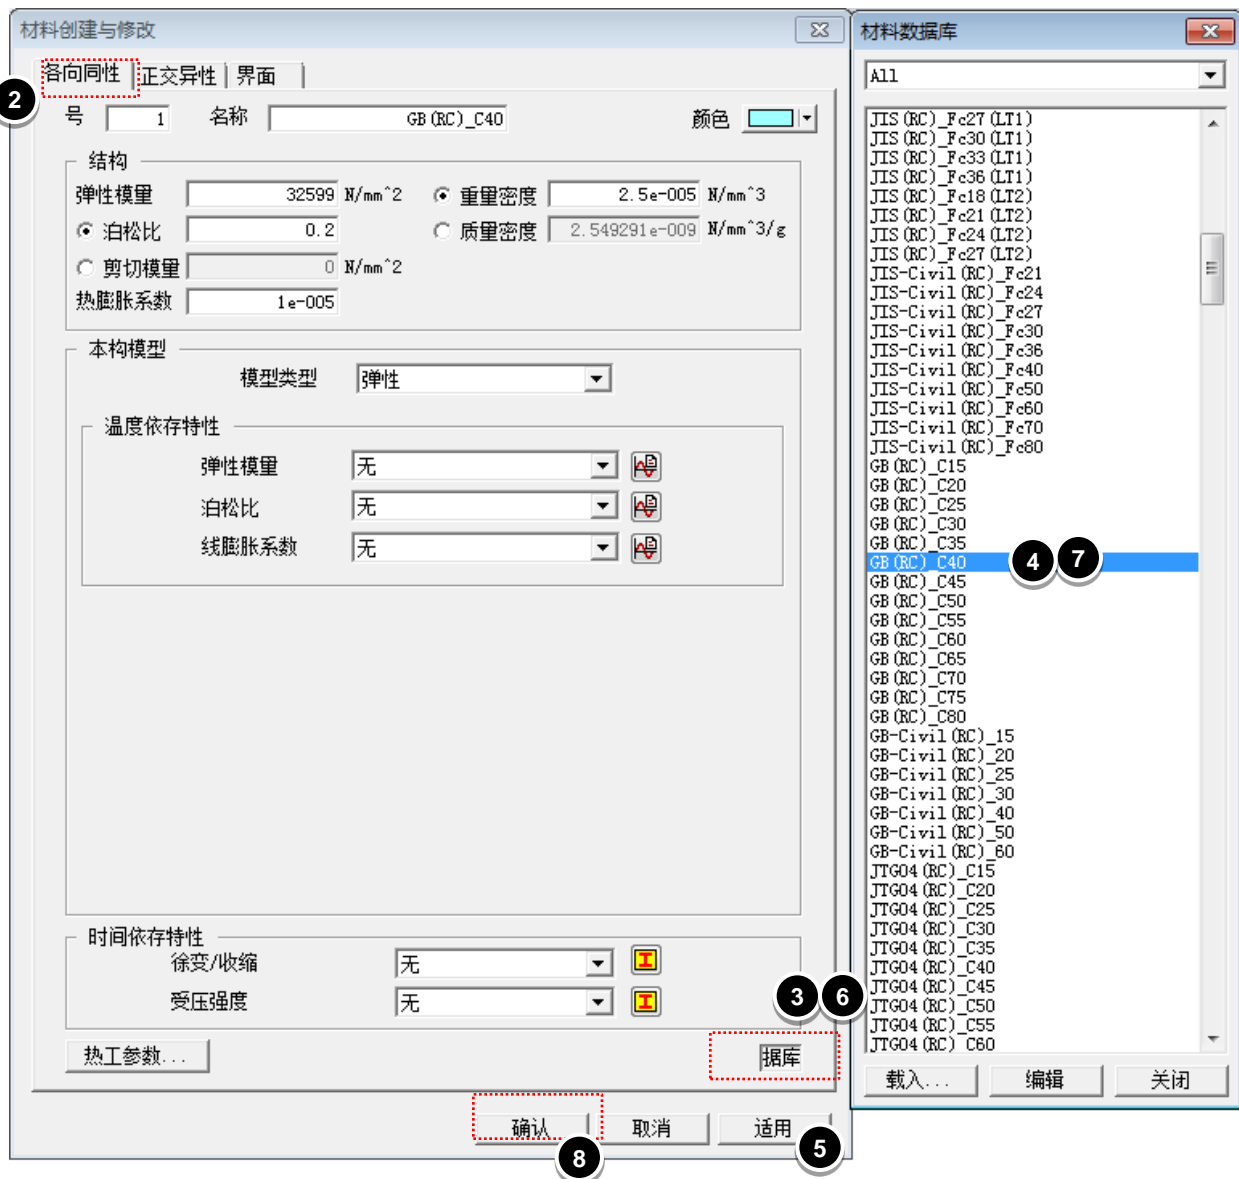 材料创建与修改
各向同性 正交异性 界面
2
号 1 名称 GB(RC)_C40 颜色
结构
弹性模量 32599 N/mm^2 重量密度 2.5e-005 N/mm^3
泊松比 0.2 质量密度 2.549291e-009 N/mm^3/g
剪切模量 0 N/mm^2
热膨胀系数 1e-005
本构模型
模型类型 弹性
温度依存特性
弹性模量 无
泊松比 无
线膨胀系数 无
时间依存特性
徐变/收缩 无
受压强度 无
3 6
热工参数... 据库
确认 取消 适用
8 5
材料数据库
All
JIS(RC)_Fc27(LT1)
JIS(RC)_Fc30(LT1)
JIS(RC)_Fc33(LT1)
JIS(RC)_Fc36(LT1)
JIS(RC)_Fc18(LT2)
JIS(RC)_Fc21(LT2)
JIS(RC)_Fc24(LT2)
JIS(RC)_Fc27(LT2)
JIS-Civil(RC)_Fc21
JIS-Civil(RC)_Fc24
JIS-Civil(RC)_Fc27
JIS-Civil(RC)_Fc30
JIS-Civil(RC)_Fc36
JIS-Civil(RC)_Fc40
JIS-Civil(RC)_Fc50
JIS-Civil(RC)_Fc60
JIS-Civil(RC)_Fc70
JIS-Civil(RC)_Fc80
GB(RC)_C15
GB(RC)_C20
GB(RC)_C25
GB(RC)_C30
GB(RC)_C35
GB(RC)_C40 4 7
GB(RC)_C45
GB(RC)_C50
GB(RC)_C55
GB(RC)_C60
GB(RC)_C65
GB(RC)_C70
GB(RC)_C75
GB(RC)_C80
GB-Civil(RC)_15
GB-Civil(RC)_20
GB-Civil(RC)_25
GB-Civil(RC)_30
GB-Civil(RC)_40
GB-Civil(RC)_50
GB-Civil(RC)_60
JTG04(RC)_C15
JTG04(RC)_C20
JTG04(RC)_C25
JTG04(RC)_C30
JTG04(RC)_C35
JTG04(RC)_C40
JTG04(RC)_C45
JTG04(RC)_C50
JTG04(RC)_C55
JTG04(RC)_C60
载入... 编辑 关闭